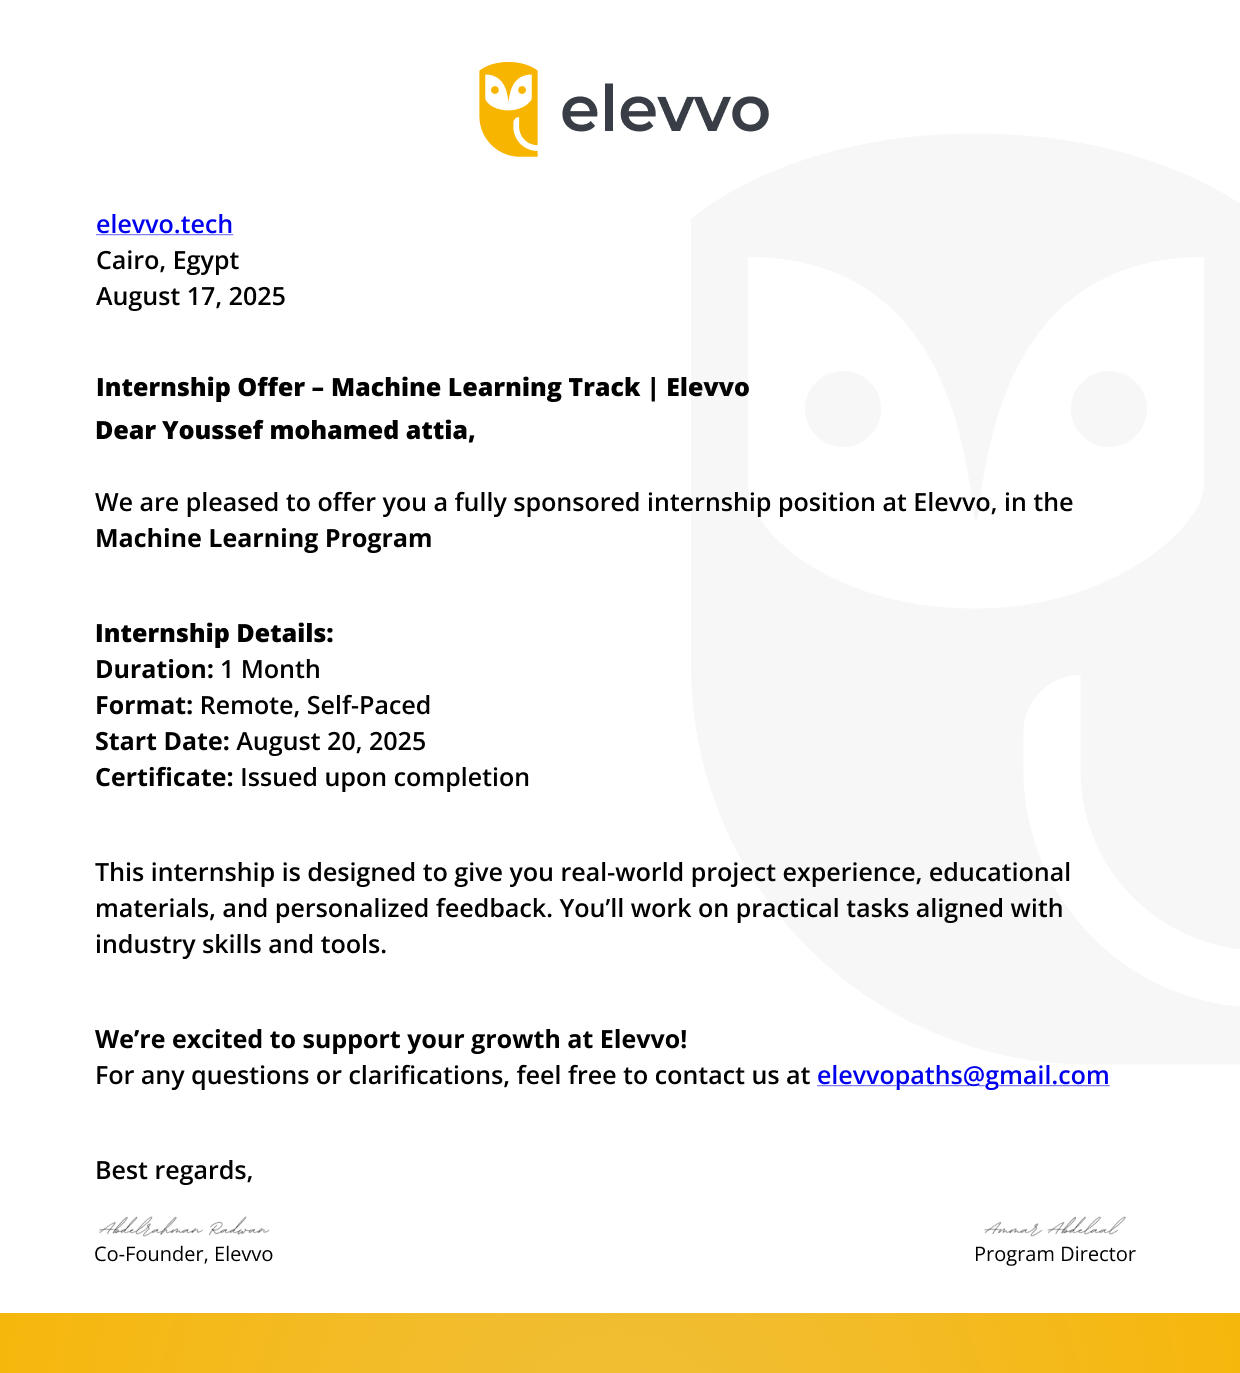 elevvo
elevvo.tech
Cairo, Egypt
August 17, 2025
Internship Offer – Machine Learning Track | Elevvo
Dear Youssef mohamed attia,
We are pleased to offer you a fully sponsored internship position at Elevvo, in the
Machine Learning Program
Internship Details:
Duration: 1 Month
Format: Remote, Self-Paced
Start Date: August 20, 2025
Certificate: Issued upon completion
This internship is designed to give you real-world project experience, educational
materials, and personalized feedback. You’ll work on practical tasks aligned with
industry skills and tools.
We’re excited to support your growth at Elevvo!
For any questions or clarifications, feel free to contact us at elevvopaths@gmail.com
Best regards,
Abdelrahman Radwan
Co-Founder, Elevvo
Ammar Abdelaal
Program Director